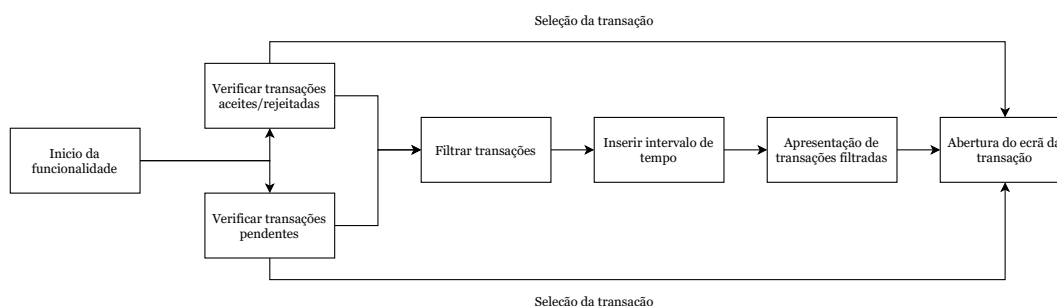 Seleção da transação
Verificar transações
aceites/rejeitadas
Inicio da
funcionalidade
Filtrar transações
Inserir intervalo de
tempo
Apresentação de
transações filtradas
Abertura do ecrã da
transação
Verificar transações
pendentes
Seleção da transação